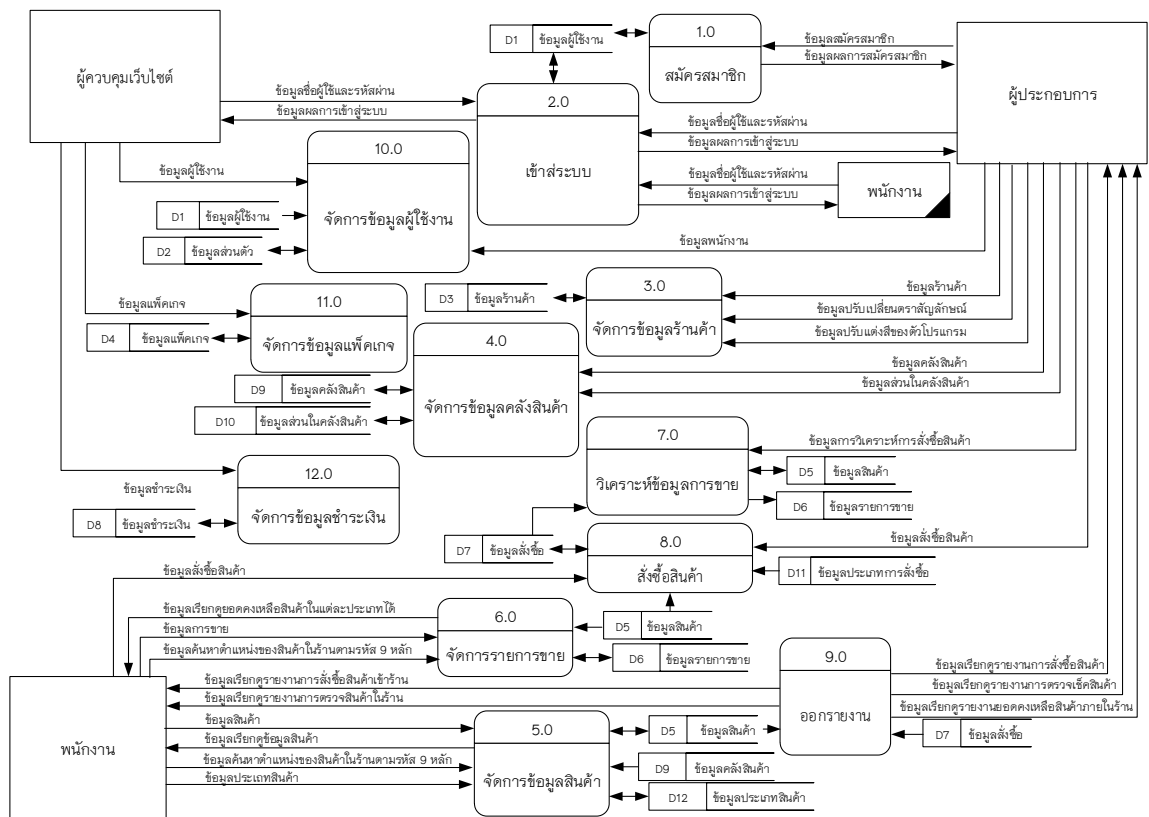 D1 ข้อมูลผู้ใช้งาน
1.0
สมัครสมาชิก
ข้อมูลสมัครสมาชิก
ข้อมูลผลการสมัครสมาชิก
ผู้ควบคุมเว็บไซต์
ผู้ประกอบการ
ข้อมูลชื่อผู้ใช้และรหัสผ่าน
ข้อมูลผลการเข้าสู่ระบบ
2.0
เข้าสู่ระบบ
ข้อมูลชื่อผู้ใช้และรหัสผ่าน
ข้อมูลผลการเข้าสู่ระบบ
ข้อมูลชื่อผู้ใช้และรหัสผ่าน
ข้อมูลผลการเข้าสู่ระบบ
พนักงาน
ข้อมูลผู้ใช้งาน
10.0
จัดการข้อมูลผู้ใช้งาน
D1 ข้อมูลผู้ใช้งาน
D2 ข้อมูลส่วนตัว
ข้อมูลพนักงาน
D3 ข้อมูลร้านค้า
3.0
จัดการข้อมูลร้านค้า
ข้อมูลร้านค้า
ข้อมูลปรับเปลี่ยนตราสัญลักษณ์
ข้อมูลปรับแต่งสีของตัวโปรแกรม
ข้อมูลแพ็คเกจ
11.0
จัดการข้อมูลแพ็คเกจ
D4 ข้อมูลแพ็คเกจ
4.0
จัดการข้อมูลคลังสินค้า
D9 ข้อมูลคลังสินค้า
D10 ข้อมูลส่วนในคลังสินค้า
ข้อมูลคลังสินค้า
ข้อมูลส่วนในคลังสินค้า
7.0
วิเคราะห์ข้อมูลการขาย
ข้อมูลการวิเคราะห์การสั่งซื้อสินค้า
D5 ข้อมูลสินค้า
D6 ข้อมูลรายการขาย
12.0
จัดการข้อมูลชำระเงิน
ข้อมูลชำระเงิน
D8 ข้อมูลชำระเงิน
D7 ข้อมูลสั่งซื้อ
8.0
สั่งซื้อสินค้า
ข้อมูลสั่งซื้อสินค้า
D11 ข้อมูลประเภทการสั่งซื้อ
ข้อมูลสั่งซื้อสินค้า
ข้อมูลเรียกดูยอดคงเหลือสินค้าในแต่ละประเภทได้
ข้อมูลการขาย
ข้อมูลค้นหาตำแหน่งของสินค้าในร้านตามรหัส 9 หลัก
6.0
จัดการรายการขาย
D5 ข้อมูลสินค้า
D6 ข้อมูลรายการขาย
9.0
ออกรายงาน
ข้อมูลเรียกดูรายงานการสั่งซื้อสินค้า
ข้อมูลเรียกดูรายงานการตรวจเช็คสินค้า
ข้อมูลเรียกดูรายงานยอดคงเหลือสินค้าภายในร้าน
D7 ข้อมูลสั่งซื้อ
พนักงาน
ข้อมูลเรียกดูรายงานการสั่งซื้อสินค้าเข้าร้าน
ข้อมูลเรียกดูรายงานการตรวจสินค้าในร้าน
ข้อมูลสินค้า
ข้อมูลเรียกดูข้อมูลสินค้า
ข้อมูลค้นหาตำแหน่งของสินค้าในร้านตามรหัส 9 หลัก
ข้อมูลประเภทสินค้า
5.0
จัดการข้อมูลสินค้า
D5 ข้อมูลสินค้า
D9 ข้อมูลคลังสินค้า
D12 ข้อมูลประเภทสินค้า